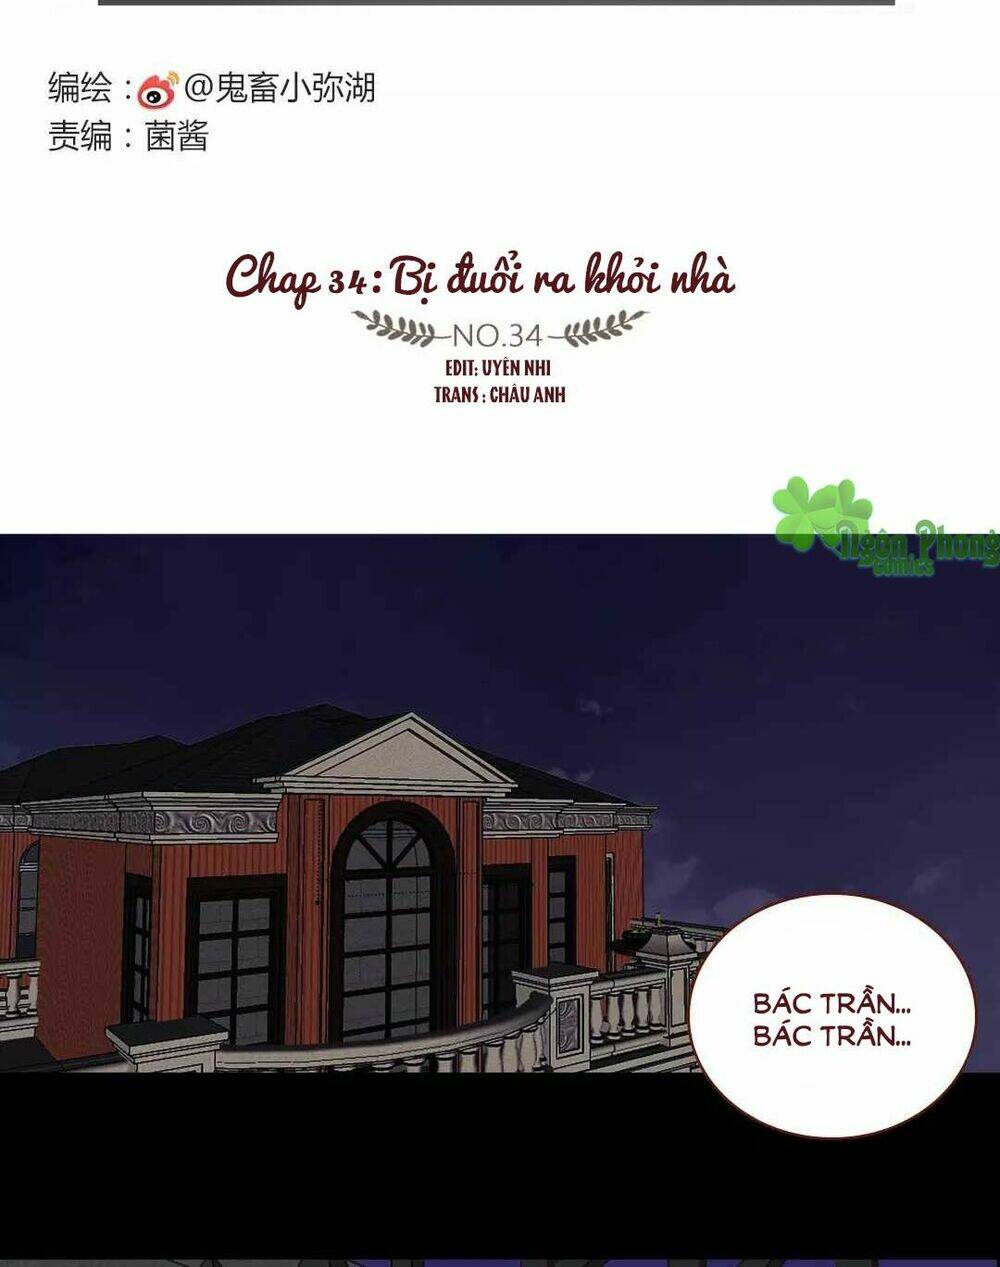 编绘：@鬼畜小弥湖
责编：菌酱
Chap 34: Bị đuổi ra khỏi nhà
NO.34
EDIT: UYÊN NHI
TRANS : CHÂU ANH
Ngôn Phong
comics
BÁC TRẦN...
BÁC TRẦN...